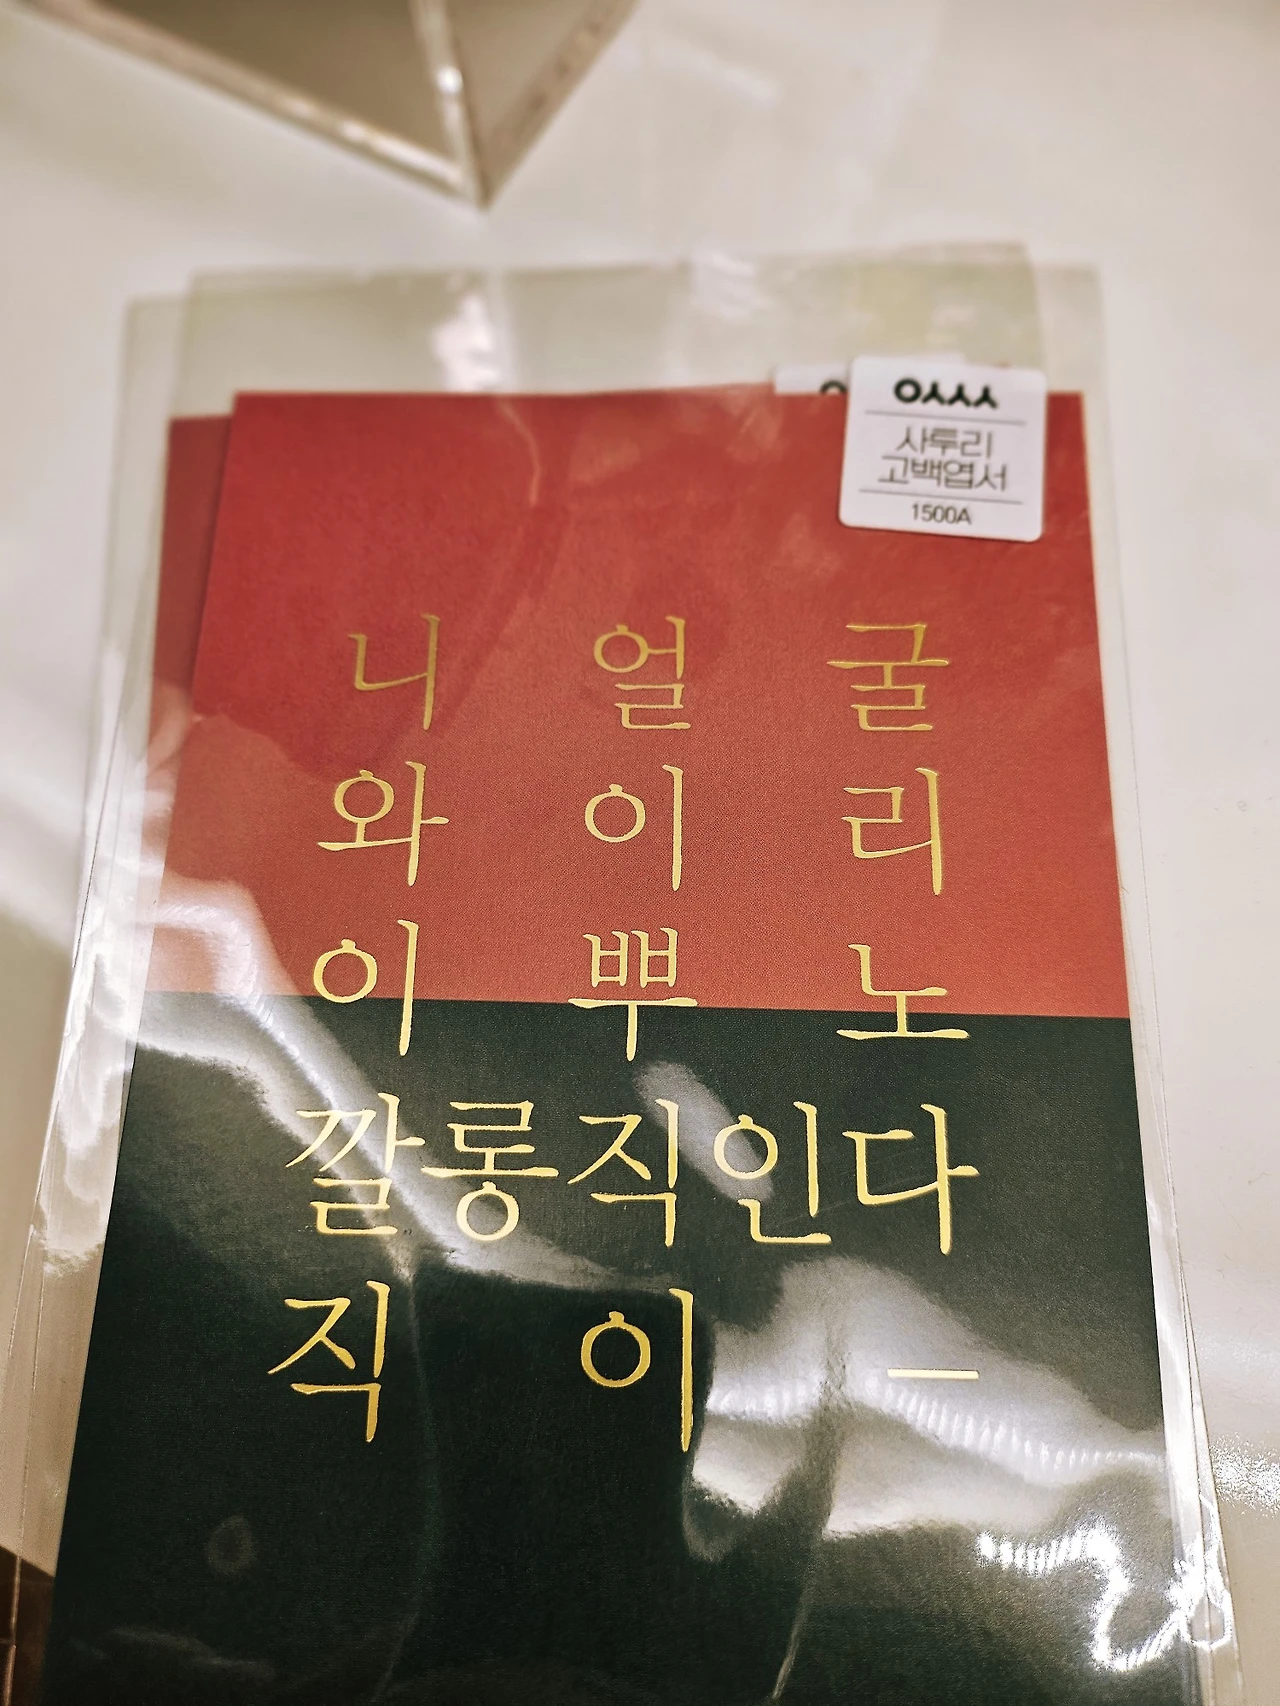 ㅇㅅㅅㅅ
사투리
고백엽서
1500A
니 얼 굴
와 이 리
이 뿌 노
깔롱직인다
직 이 –